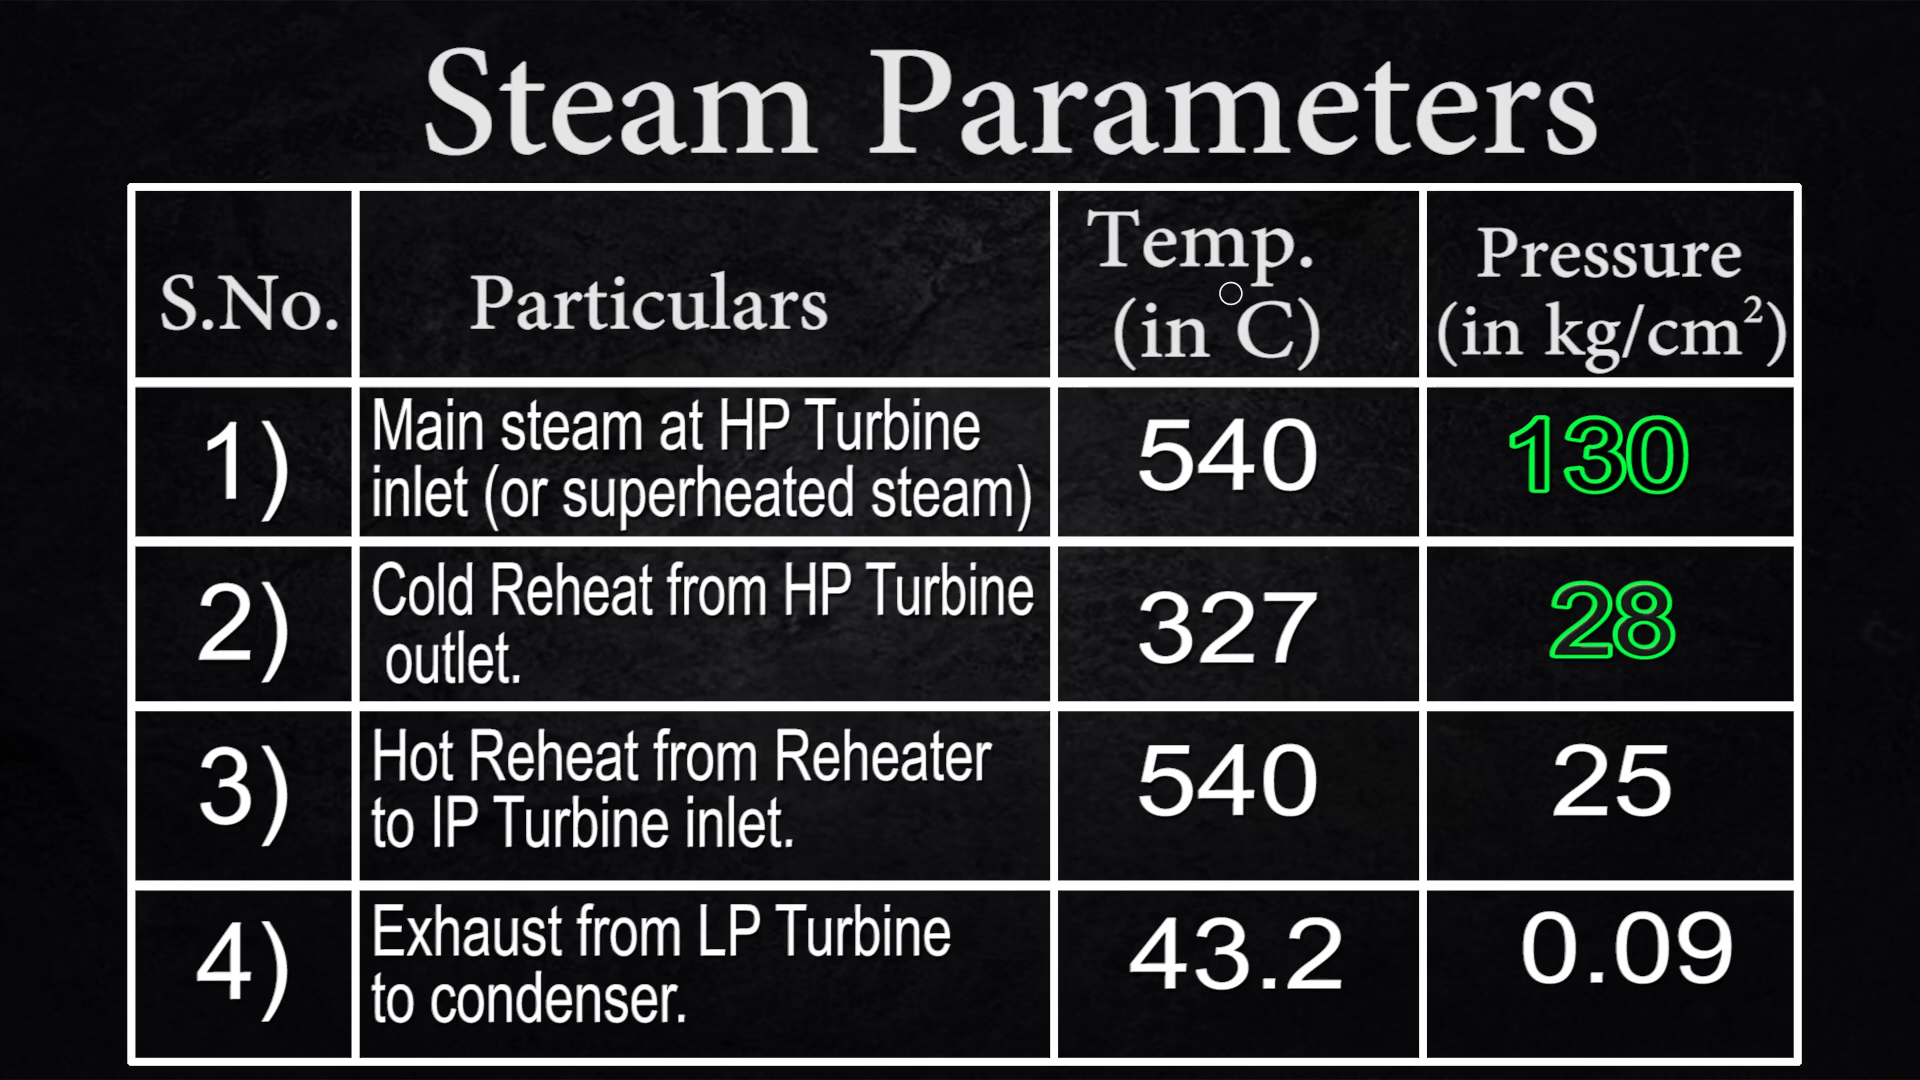 Steam Parameters
S.No.
Particulars
Temp.
(in °C)
Pressure
(in kg/cm²)
1)
Main steam at HP Turbine
inlet (or superheated steam)
540
130
2)
Cold Reheat from HP Turbine
outlet.
327
28
3)
Hot Reheat from Reheater
to IP Turbine inlet.
540
25
4)
Exhaust from LP Turbine
to condenser.
43.2
0.09